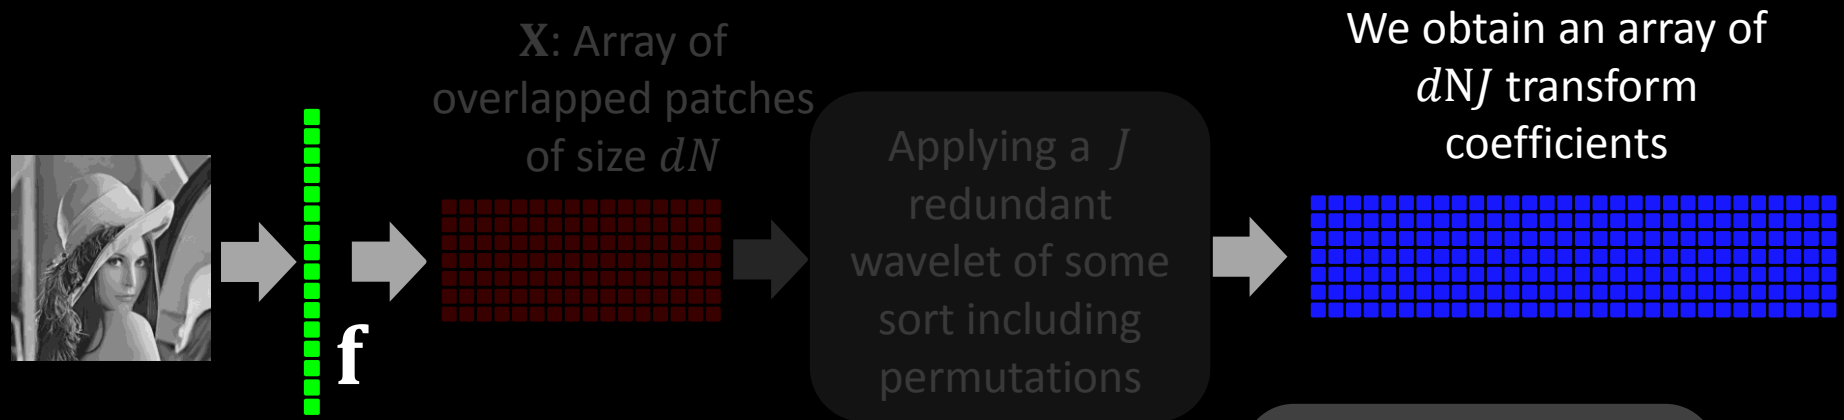 X: Array of
overlapped patches
of size dN
We obtain an array of
dNJ transform
coefficients
Applying a J
redundant
wavelet of some
sort including
permutations
f